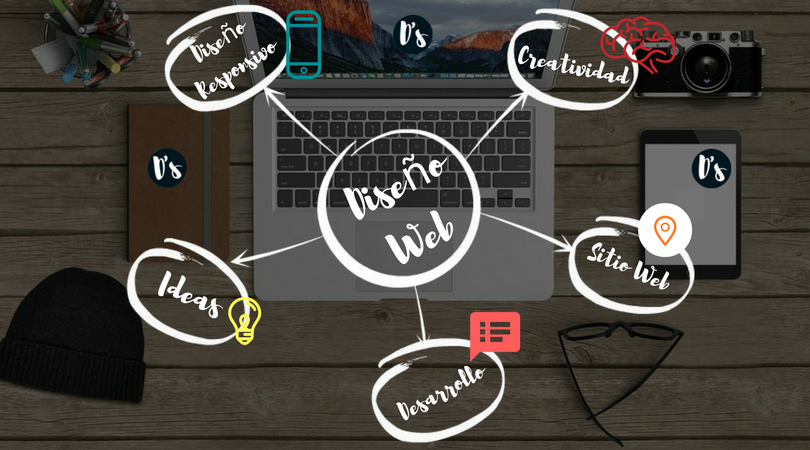 Diseño
Responsivo
D's
Creatividad
D's
D's
Diseño
Web
Sitio Web
Ideas
Desarrollo